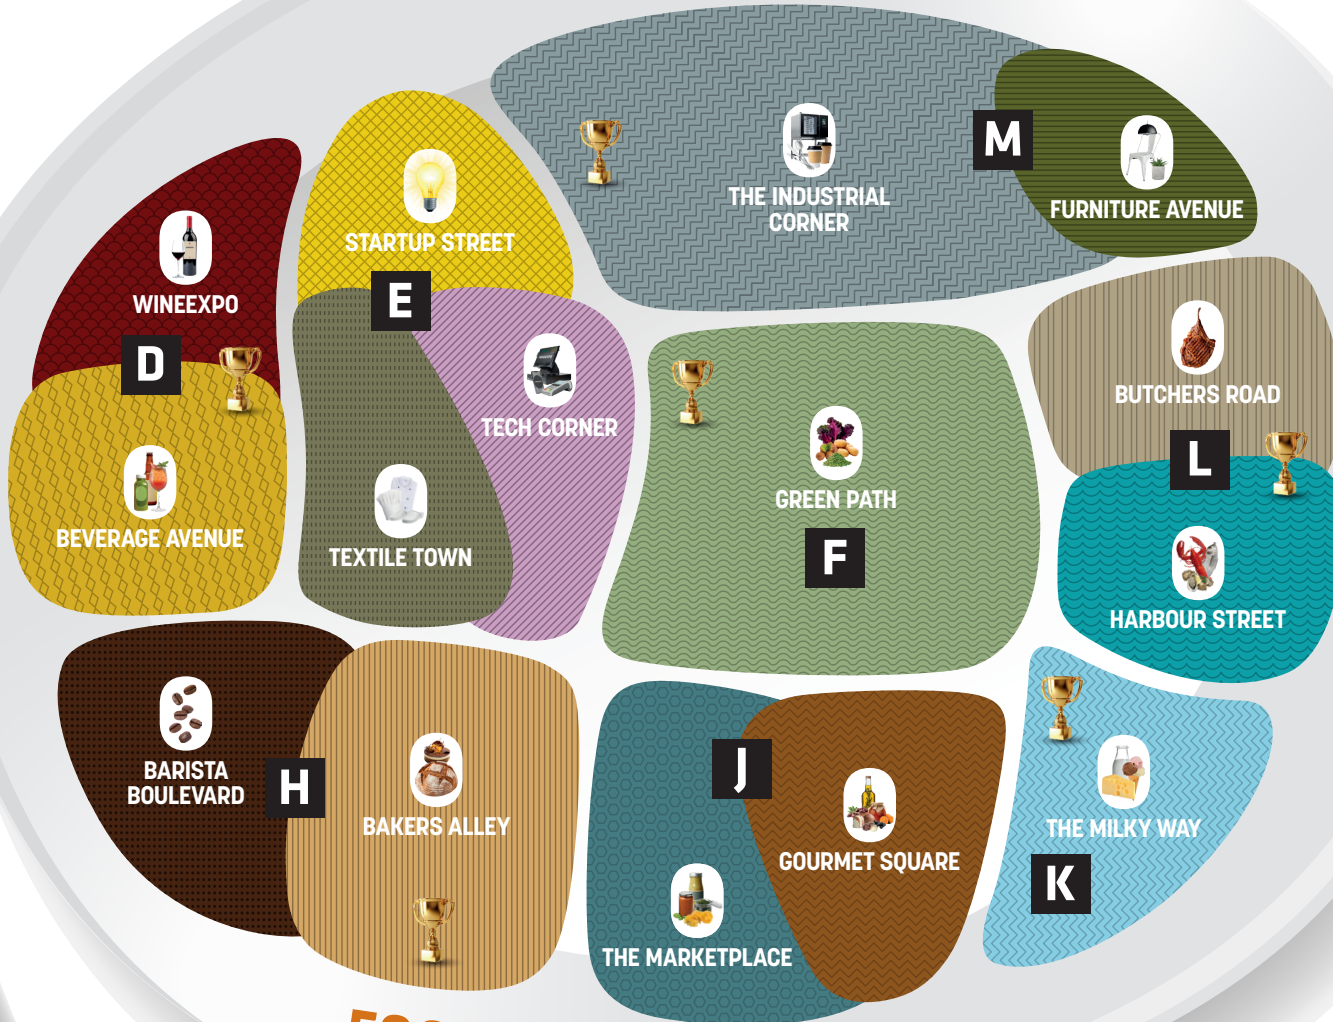 THE INDUSTRIAL
CORNER
M
FURNITURE AVENUE
STARTUP STREET
E
WINEEXPO
D
BEVERAGE AVENUE
TECH CORNER
TEXTILE TOWN
GREEN PATH
F
BUTCHERS ROAD
L
HARBOUR STREET
BARISTA
BOULEVARD
H
BAKERS ALLEY
J
GOURMET SQUARE
THE MARKETPLACE
THE MILKY WAY
K